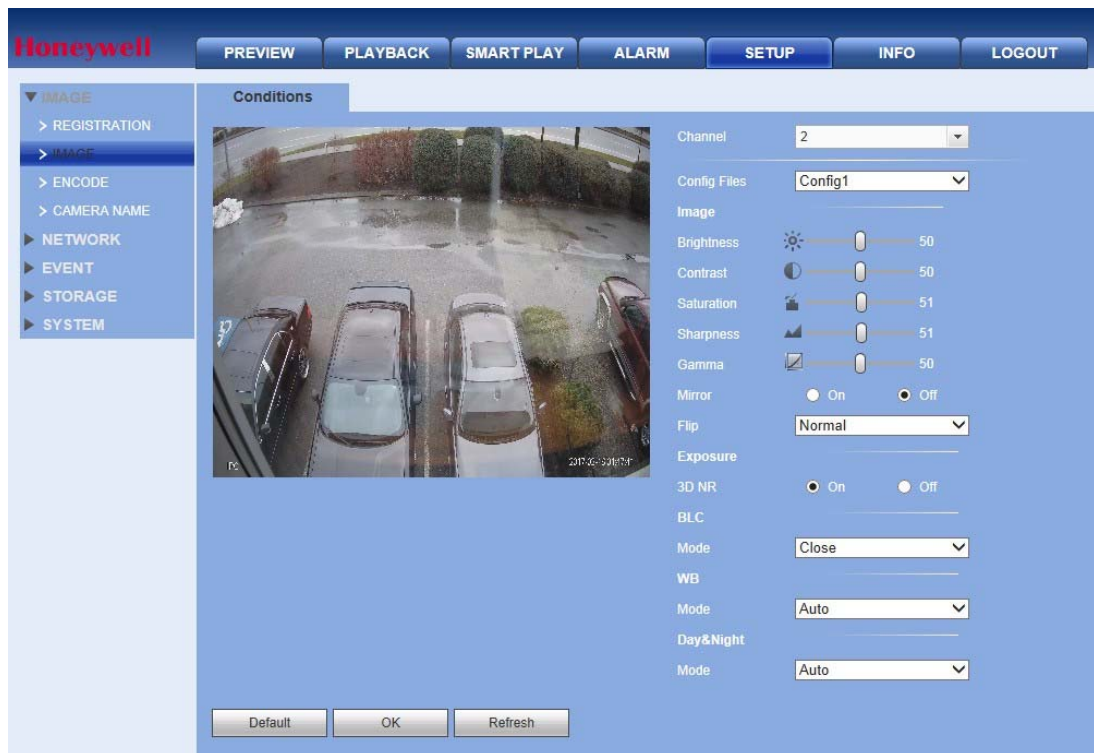 Honeywell
PREVIEW PLAYBACK SMART PLAY ALARM SETUP INFO LOGOUT
IMAGE
> REGISTRATION
> IMAGE
> ENCODE
> CAMERA NAME
NETWORK
EVENT
STORAGE
SYSTEM
Conditions
Channel 2
Config Files Config1
Image
Brightness 50
Contrast 50
Saturation 51
Sharpness 51
Gamma 50
Mirror On Off
Flip Normal
Exposure
3D NR On Off
BLC
Mode Close
WB
Mode Auto
Day&Night
Mode Auto
Default OK Refresh